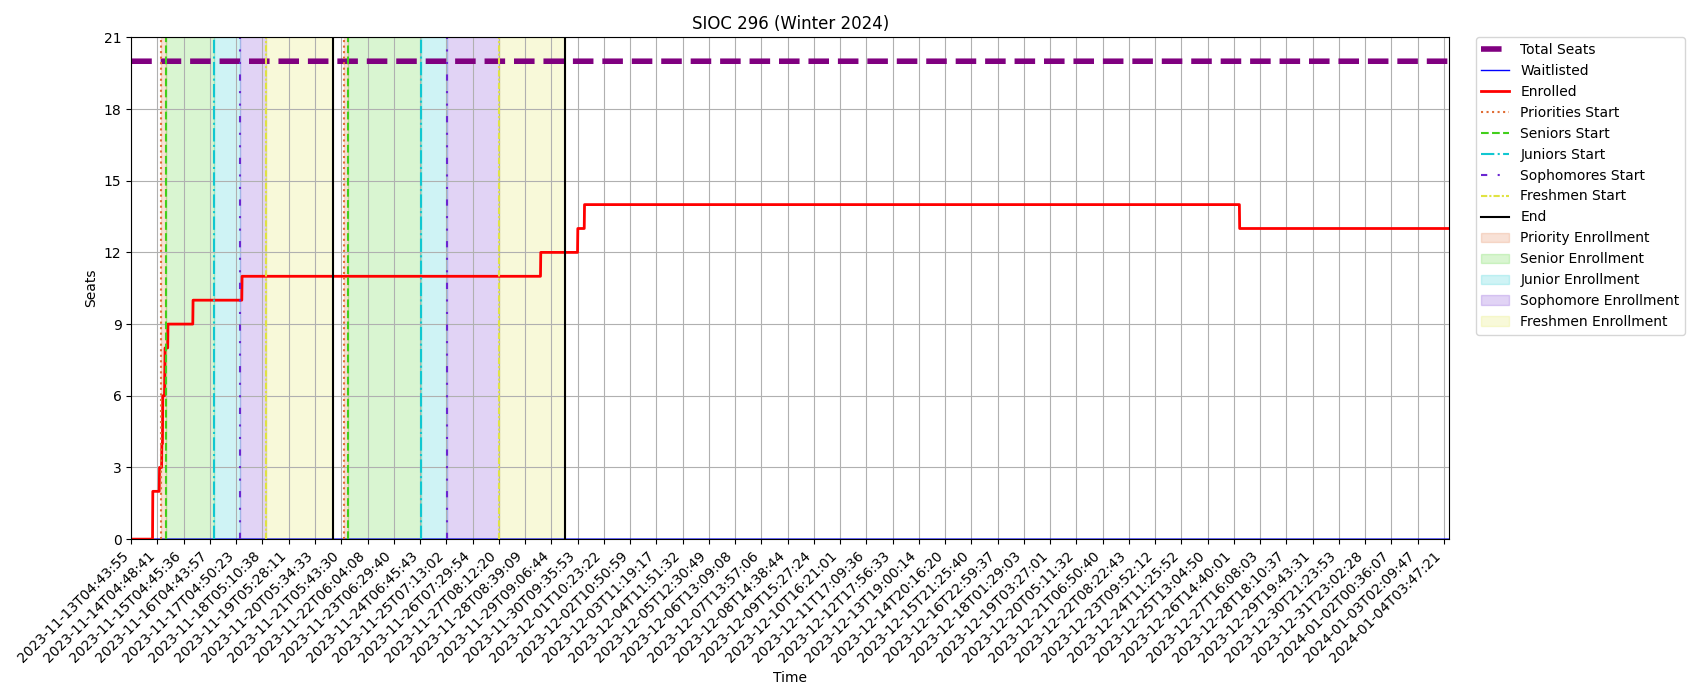 SIOC 296 (Winter 2024)
21
18
15
12
9
6
3
0
Seats
2023-11-13T04:43:55
2023-11-14T04:48:41
2023-11-15T04:45:36
2023-11-16T04:43:57
2023-11-17T04:50:23
2023-11-18T05:10:38
2023-11-19T05:28:11
2023-11-20T05:34:33
2023-11-21T05:43:30
2023-11-22T06:04:08
2023-11-23T06:29:40
2023-11-24T06:45:43
2023-11-25T07:13:02
2023-11-26T07:29:54
2023-11-27T08:12:20
2023-11-28T08:39:09
2023-11-29T09:06:44
2023-11-30T09:35:53
2023-12-01T10:23:22
2023-12-02T10:50:59
2023-12-03T11:19:17
2023-12-04T11:51:32
2023-12-05T12:30:49
2023-12-06T13:09:08
2023-12-07T13:57:06
2023-12-08T14:38:44
2023-12-09T15:27:24
2023-12-10T16:21:01
2023-12-11T17:09:36
2023-12-12T17:56:33
2023-12-13T19:00:14
2023-12-14T20:16:20
2023-12-15T21:25:40
2023-12-16T22:59:37
2023-12-18T01:29:03
2023-12-19T03:27:01
2023-12-20T05:11:32
2023-12-21T06:50:40
2023-12-22T08:22:43
2023-12-23T09:52:12
2023-12-24T11:25:52
2023-12-25T13:04:50
2023-12-26T14:40:01
2023-12-27T16:08:03
2023-12-28T18:10:37
2023-12-29T19:43:31
2023-12-30T21:23:53
2023-12-31T23:02:28
2024-01-02T00:36:07
2024-01-03T02:09:47
2024-01-04T03:47:21
Time
Total Seats
Waitlisted
Enrolled
Priorities Start
Seniors Start
Juniors Start
Sophomores Start
Freshmen Start
End
Priority Enrollment
Senior Enrollment
Junior Enrollment
Sophomore Enrollment
Freshmen Enrollment